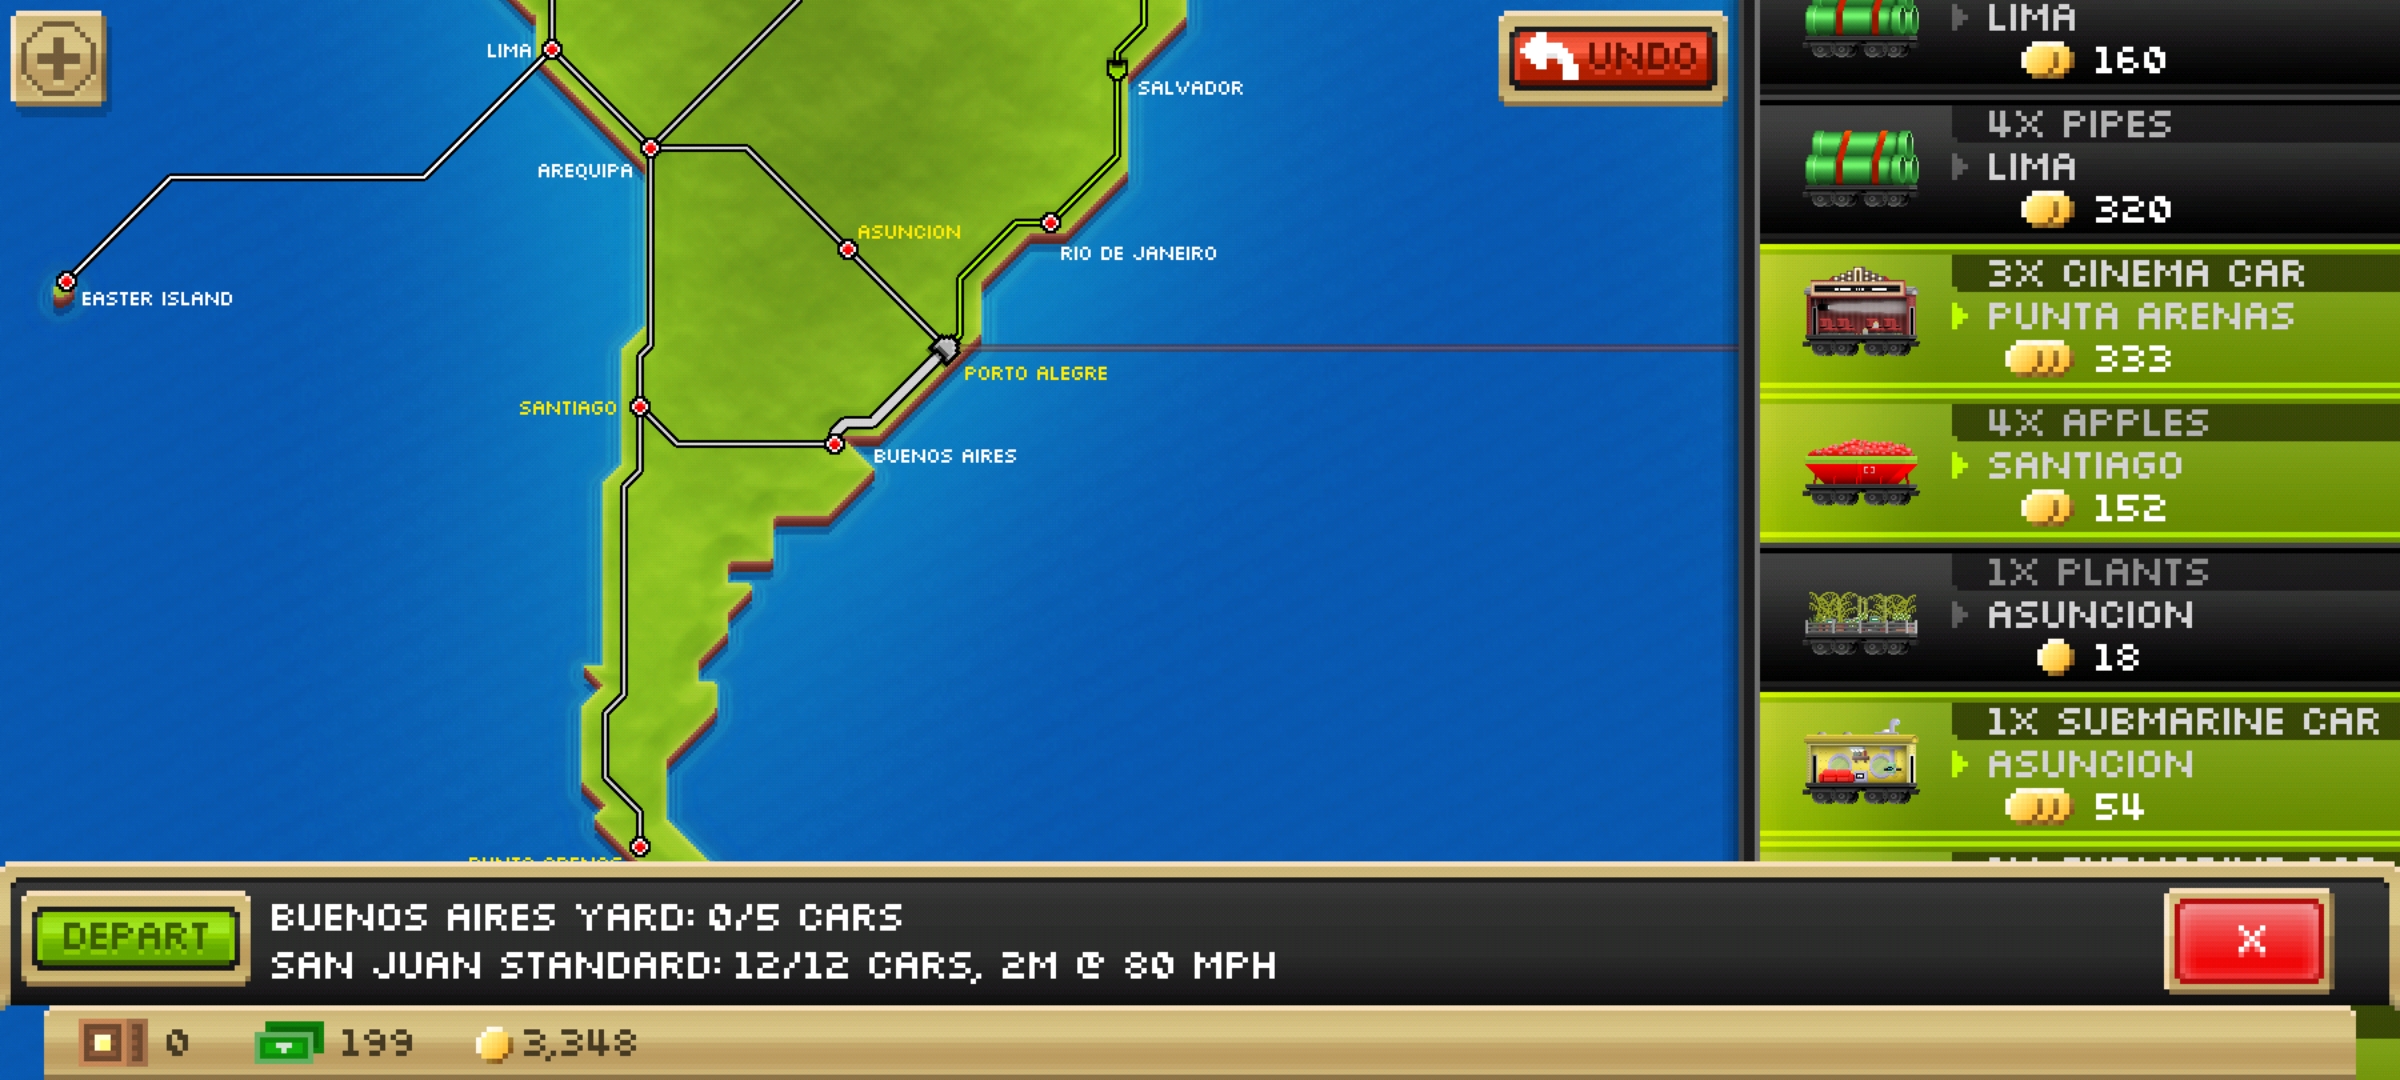 LIMA
AREQUIPA
EASTER ISLAND
ASUNCION
SALVADOR
RIO DE JANEIRO
PORTO ALEGRE
SANTIAGO
BUENOS AIRES
PUNTA ARENAS
UNDO
LIMA
160
4X PIPES
LIMA
320
3X CINEMA CAR
PUNTA ARENAS
333
4X APPLES
SANTIAGO
152
1X PLANTS
ASUNCION
18
1X SUBMARINE CAR
ASUNCION
54
DEPART
BUENOS AIRES YARD: 0/5 CARS
SAN JUAN STANDARD: 12/12 CARS, 2M @ 80 MPH
X
0
199
3,348